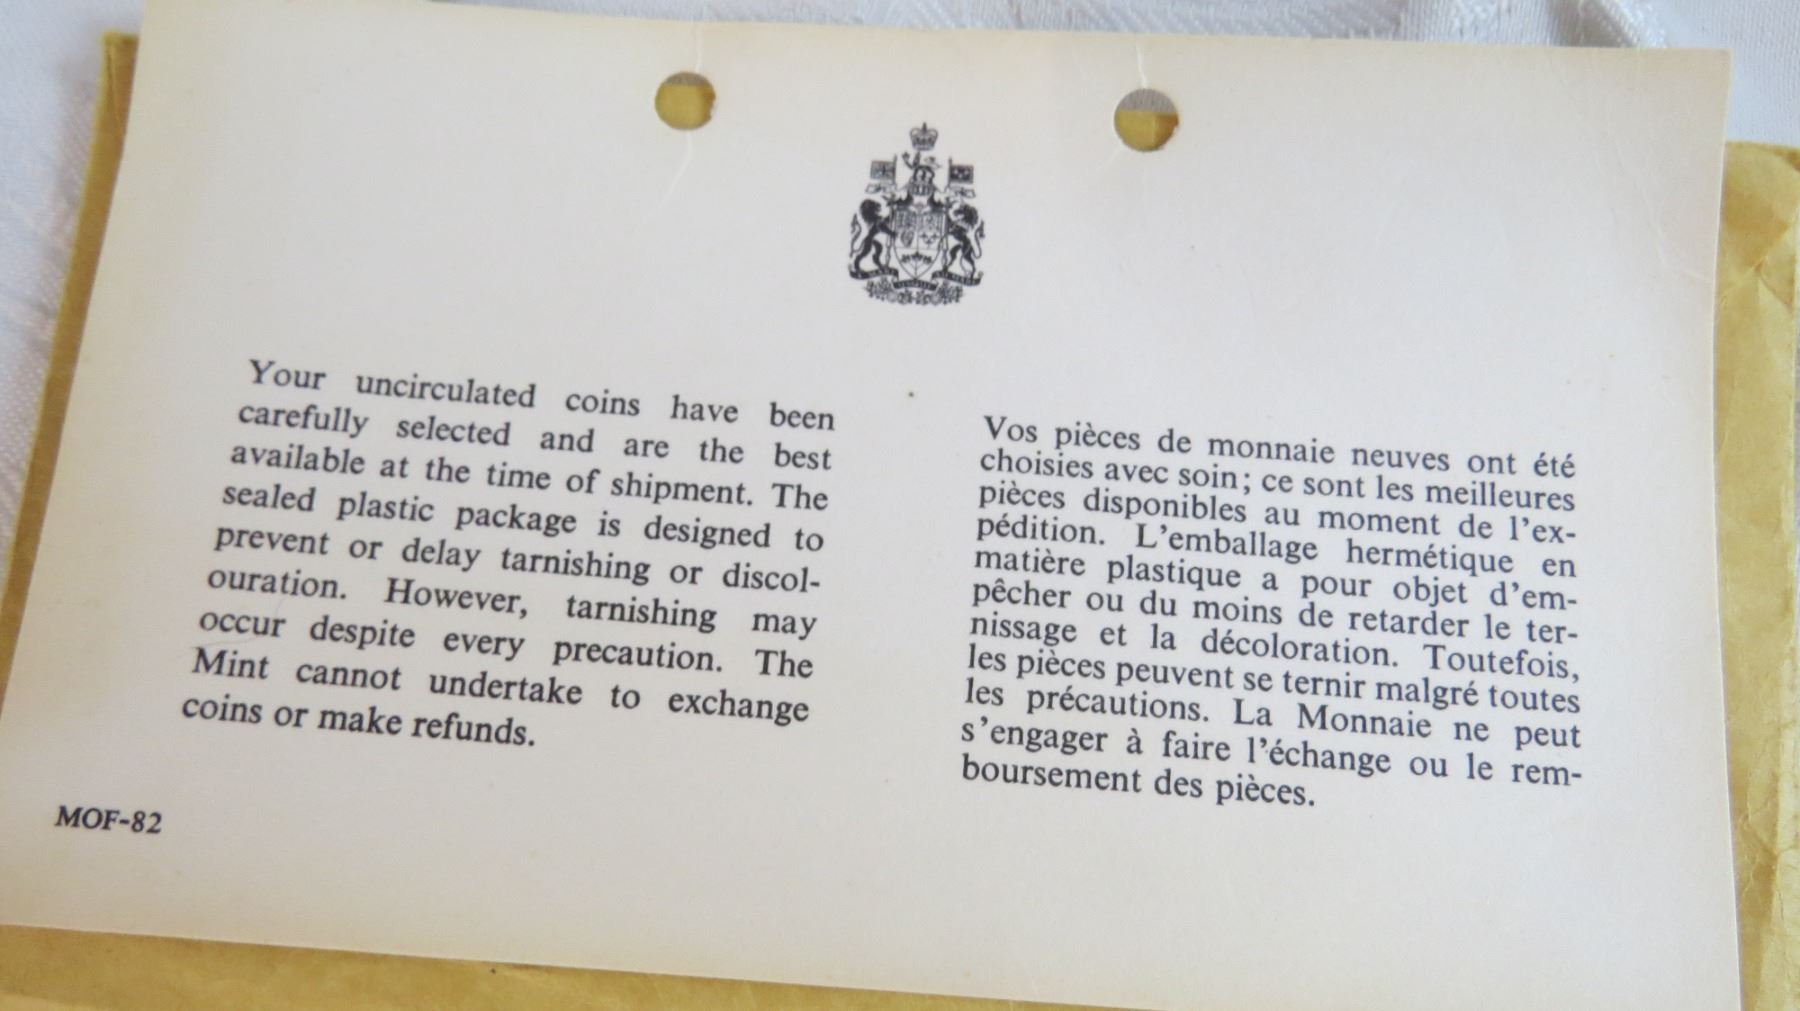 Your uncirculated coins have been
carefully selected and are the best
available at the time of shipment. The
sealed plastic package is designed to
prevent or delay tarnishing or discol-
ouration. However, tarnishing may
occur despite every precaution. The
Mint cannot undertake to exchange
coins or make refunds.
MOF-82
Vos pièces de monnaie neuves ont été
choisies avec soin; ce sont les meilleures
pièces disponibles au moment de l'ex-
pédition. L'emballage hermétique en
matière plastique a pour objet d'em-
pêcher ou du moins de retarder le ter-
nissage et la décoloration. Toutefois,
les pièces peuvent se ternir malgré toutes
les précautions. La Monnaie ne peut
s'engager à faire l'échange ou le rem-
boursement des pièces.